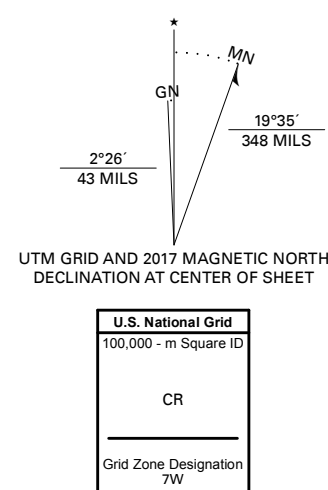 MN
GN
19°35´
348 MILS
2°26´
43 MILS
UTM GRID AND 2017 MAGNETIC NORTH
DECLINATION AT CENTER OF SHEET
U.S. National Grid
100,000 - m Square ID
CR
Grid Zone Designation
7W